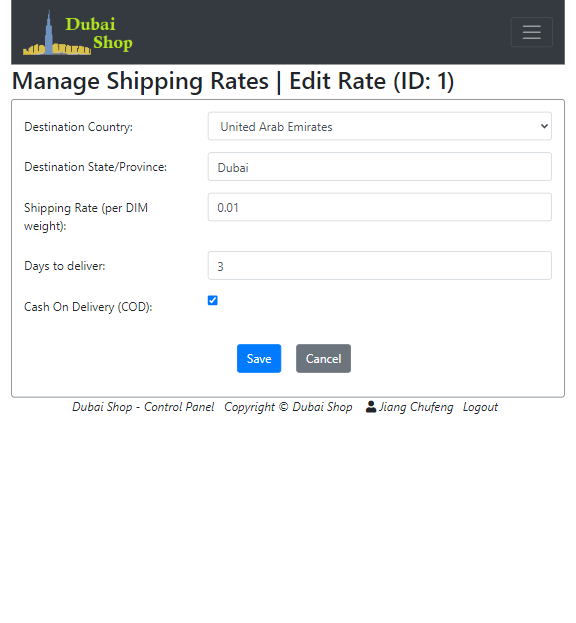 Dubai
Shop
Manage Shipping Rates | Edit Rate (ID: 1)
Destination Country:
United Arab Emirates
Destination State/Province:
Dubai
Shipping Rate (per DIM
weight):
0.01
Days to deliver:
3
Cash On Delivery (COD):
Save Cancel
Dubai Shop - Control Panel Copyright © Dubai Shop Jiang Chufeng Logout